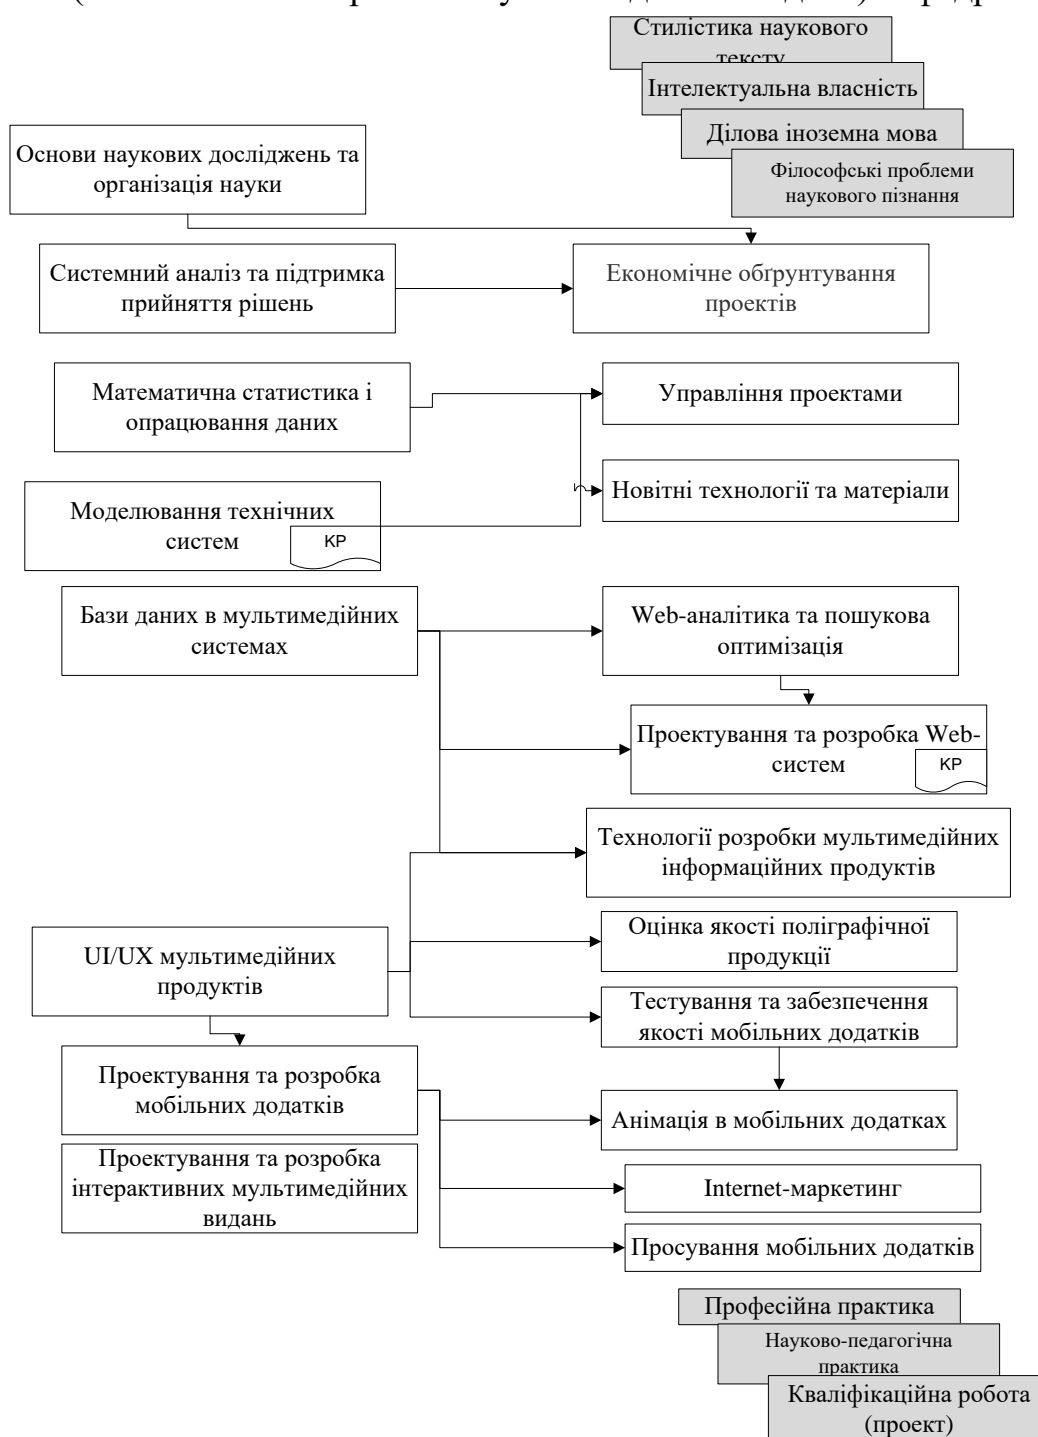 Стилістика наукового
тексту
Інтелектуальна власність
Ділова іноземна мова
Філософські проблеми
наукового пізнання
Основи наукових досліджень та
організація науки
Системний аналіз та підтримка
прийняття рішень
Економічне обґрунтування
проектів
Математична статистика і
опрацювання даних
Управління проектами
Новітні технології та матеріали
Моделювання технічних
систем
КР
Бази даних в мультимедійних
системах
Web-аналітика та пошукова
оптимізація
Проектування та розробка Web-
систем
КР
Технології розробки мультимедійних
інформаційних продуктів
UI/UX мультимедійних
продуктів
Оцінка якості поліграфічної
продукції
Тестування та забезпечення
якості мобільних додатків
Проектування та розробка
мобільних додатків
Анімація в мобільних додатках
Проектування та розробка
інтерактивних мультимедійних
видань
Internet-маркетинг
Просування мобільних додатків
Професійна практика
Науково-педагогічна
практика
Кваліфікаційна робота
(проект)